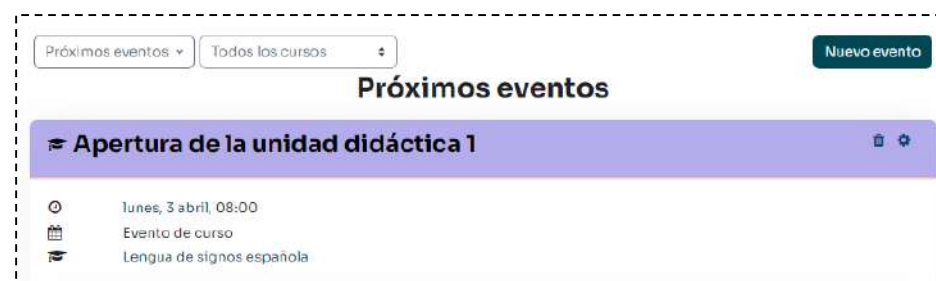 Próximos eventos
Todos los cursos
Nuevo evento
Próximos eventos
Apertura de la unidad didáctica 1
lunes, 3 abril, 08:00
Evento de curso
Lengua de signos española